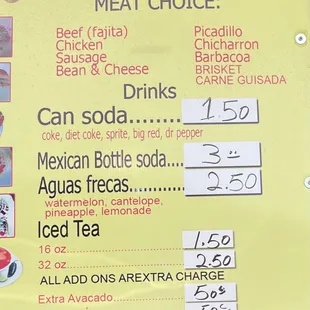 MEAT CHOICE:
Beef (fajita) Picadillo
Chicken Chicharron
Sausage Barbacoa
Bean & Cheese BRISKET
CARNE GUISADA
Drinks
Can soda........ 1.50
coke, diet coke, sprite, big red, dr pepper
Mexican Bottle soda.... 3
Aguas frecas...... 2.50
watermelon, cantelope,
pineapple, lemonade
Iced Tea
16 oz. 1.50
32 oz. 2.50
ALL ADD ONS AREXTRA CHARGE
Extra Avacado 50¢